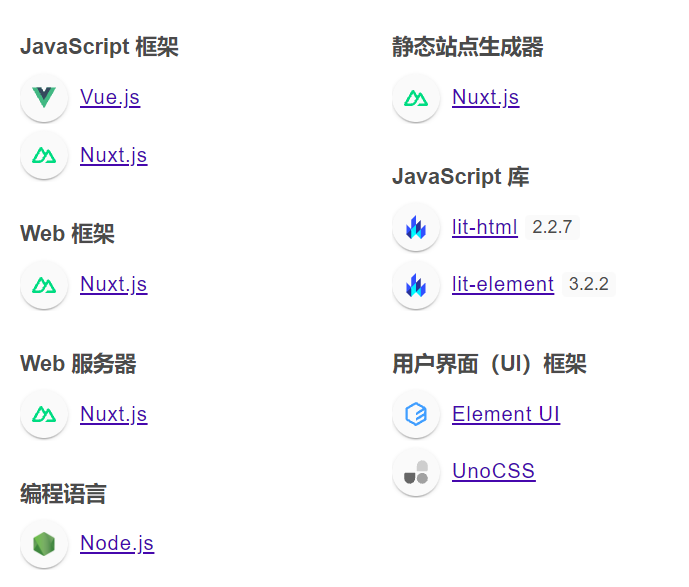 JavaScript 框架
Vue.js
Nuxt.js
Web 框架
Nuxt.js
Web 服务器
Nuxt.js
编程语言
Node.js
静态站点生成器
Nuxt.js
JavaScript 库
lit-html 2.2.7
lit-element 3.2.2
用户界面（UI）框架
Element UI
UnoCSS